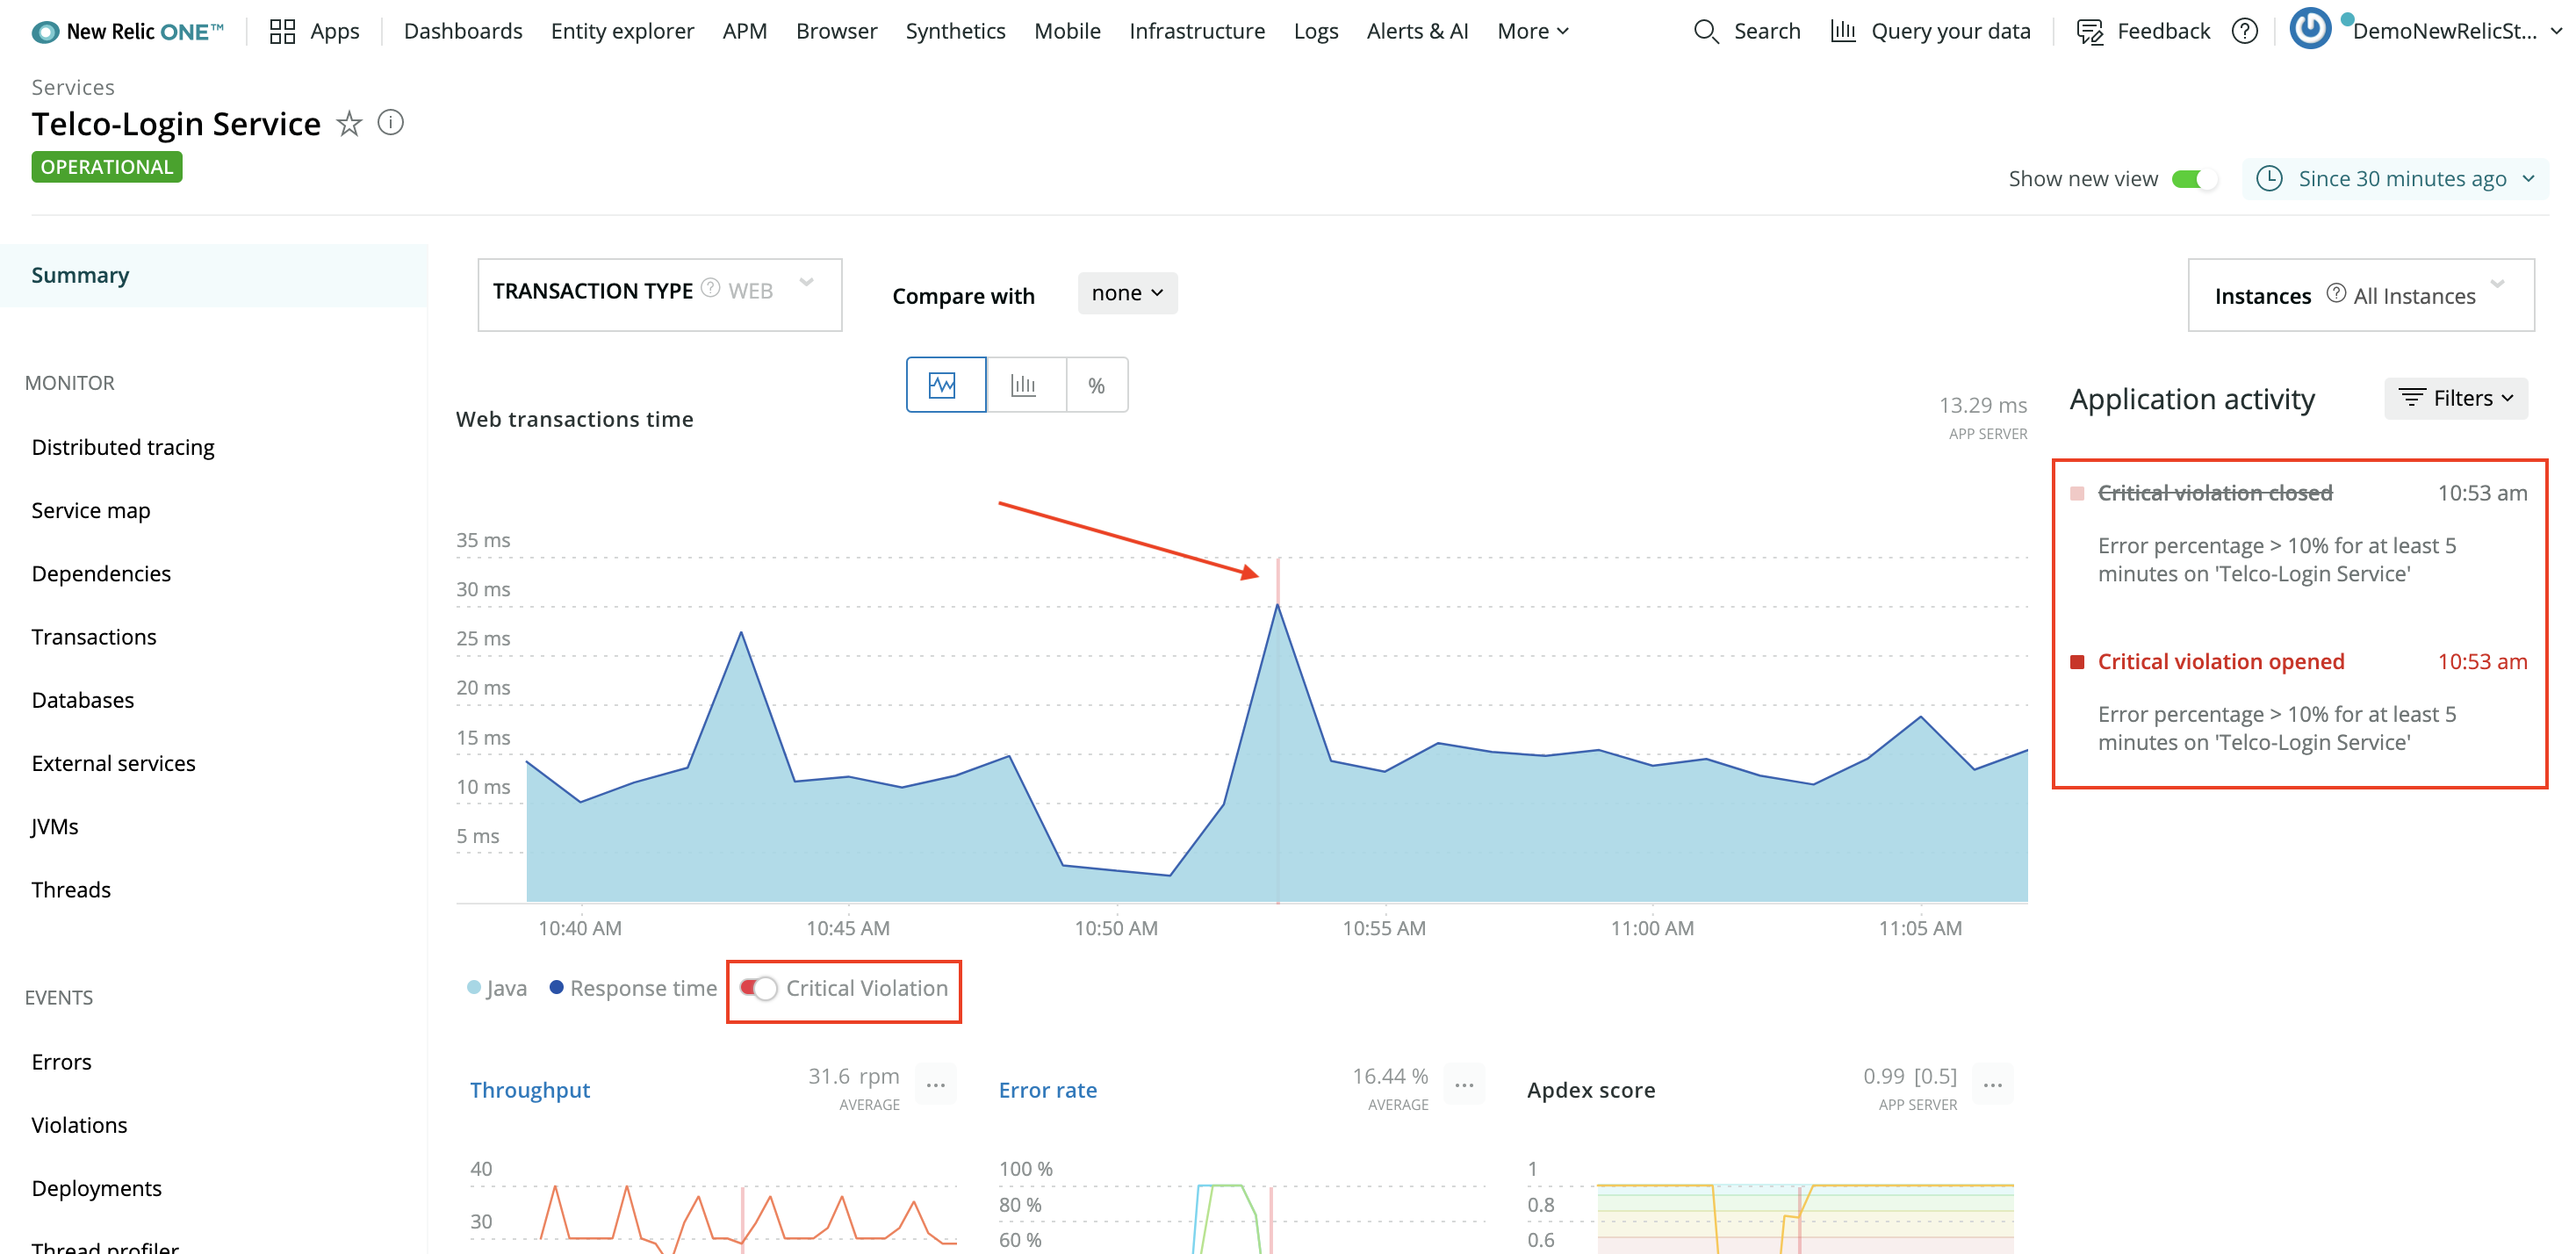 New Relic ONE™ Apps Dashboards Entity explorer APM Browser Synthetics Mobile Infrastructure Logs Alerts & AI More Search Query your data Feedback DemoNewRelicSt...
Services
Telco-Login Service
OPERATIONAL
Show new view Since 30 minutes ago
Summary
MONITOR
Distributed tracing
Service map
Dependencies
Transactions
Databases
External services
JVMs
Threads
EVENTS
Errors
Violations
Deployments
Thread profiler
TRANSACTION TYPE ? WEB
Compare with none
Instances ? All Instances
%
Web transactions time
13.29 ms
APP SERVER
35 ms
30 ms
25 ms
20 ms
15 ms
10 ms
5 ms
10:40 AM 10:45 AM 10:50 AM 10:55 AM 11:00 AM 11:05 AM
Java Response time Critical Violation
Application activity Filters
Critical violation closed 10:53 am
Error percentage > 10% for at least 5
minutes on 'Telco-Login Service'
Critical violation opened 10:53 am
Error percentage > 10% for at least 5
minutes on 'Telco-Login Service'
Throughput 31.6 rpm ...
AVERAGE
40
30
Error rate 16.44 % ...
AVERAGE
100 %
80 %
60 %
Apdex score 0.99 [0.5] ...
APP SERVER
1
0.8
0.6